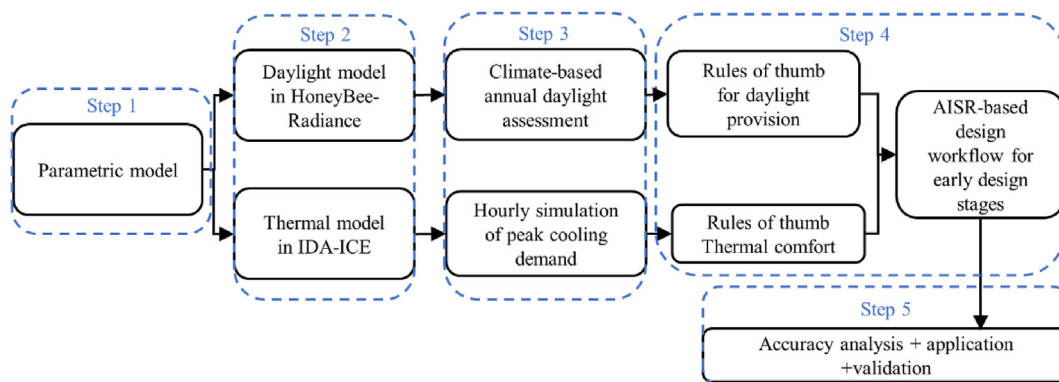 Step 1
Parametric model
Step 2
Daylight model
in HoneyBee-
Radiance
Thermal model
in IDA-ICE
Step 3
Climate-based
annual daylight
assessment
Hourly simulation
of peak cooling
demand
Step 4
Rules of thumb
for daylight
provision
Rules of thumb
Thermal comfort
AISR-based
design
workflow for
early design
stages
Step 5
Accuracy analysis + application
+validation